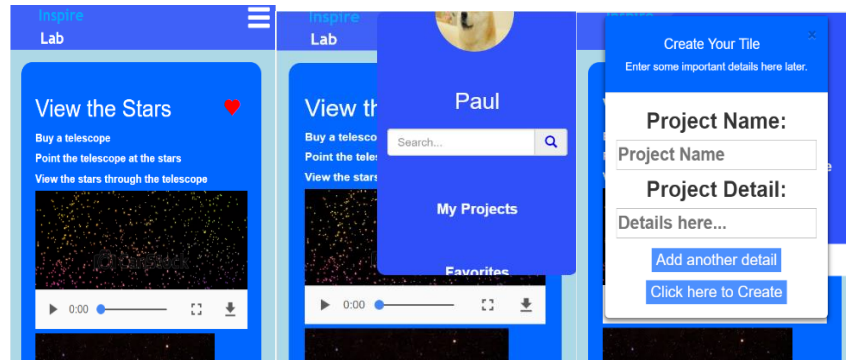 Inspire
Lab
View the Stars
Buy a telescope
Point the telescope at the stars
View the stars through the telescope
0:00
Inspire
Lab
View th
Buy a telesco
Point the teles
View the stars
0:00
Paul
Search...
My Projects
Favorites
Create Your Tile
×
Enter some important details here later.
Project Name:
Project Name
Project Detail:
Details here...
Add another detail
Click here to Create